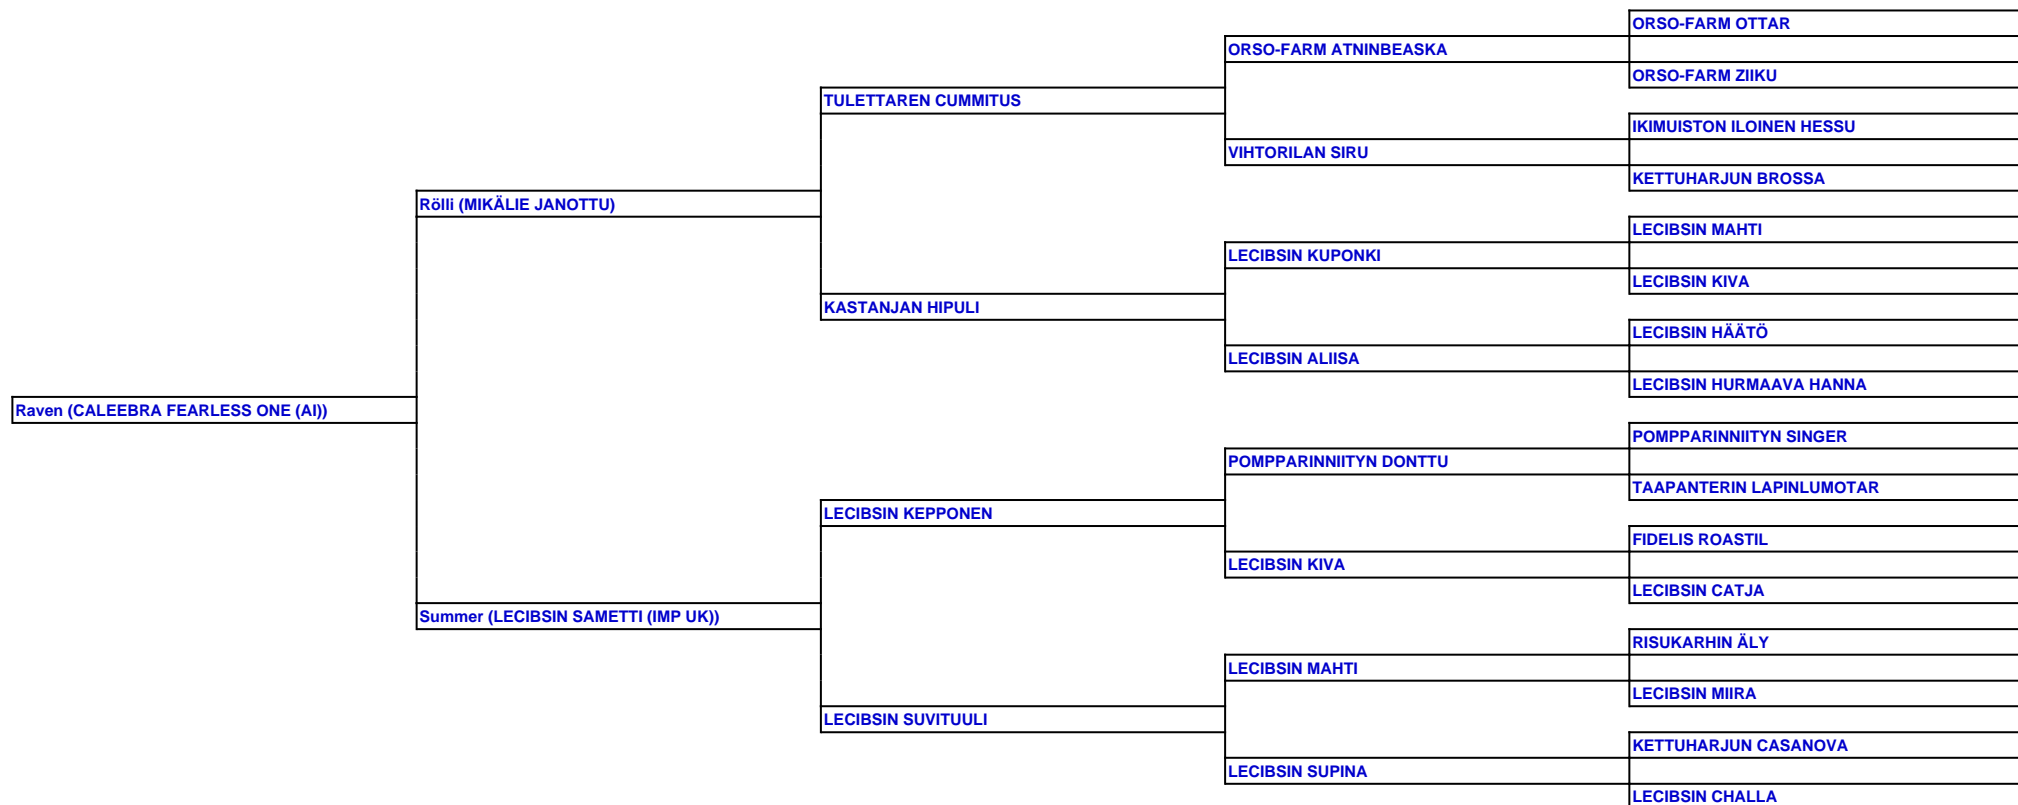 ORSO-FARM OTTAR
ORSO-FARM ATNINBEASKA
ORSO-FARM ZIIKU
TULETTAREN CUMMITUS
IKIMUISTON ILOINEN HESSU
VIHTORILAN SIRU
KETTUHARJUN BROSSA
Rölli (MIKÄLIE JANOTTU)
LECIBSIN MAHTI
LECIBSIN KUPONKI
LECIBSIN KIVA
KASTANJAN HIPULI
LECIBSIN HÄÄTÖ
LECIBSIN ALIISA
LECIBSIN HURMAAVA HANNA
Raven (CALEEBRA FEARLESS ONE (AI))
POMPPARINNIITYN SINGER
POMPPARINNIITYN DONTTU
TAAPANTERIN LAPINLUMOTAR
LECIBSIN KEPPONEN
FIDELIS ROASTIL
LECIBSIN KIVA
LECIBSIN CATJA
Summer (LECIBSIN SAMETTI (IMP UK))
RISUKARHIN ÄLY
LECIBSIN MAHTI
LECIBSIN MIIRA
LECIBSIN SUVITUULI
KETTUHARJUN CASANOVA
LECIBSIN SUPINA
LECIBSIN CHALLA